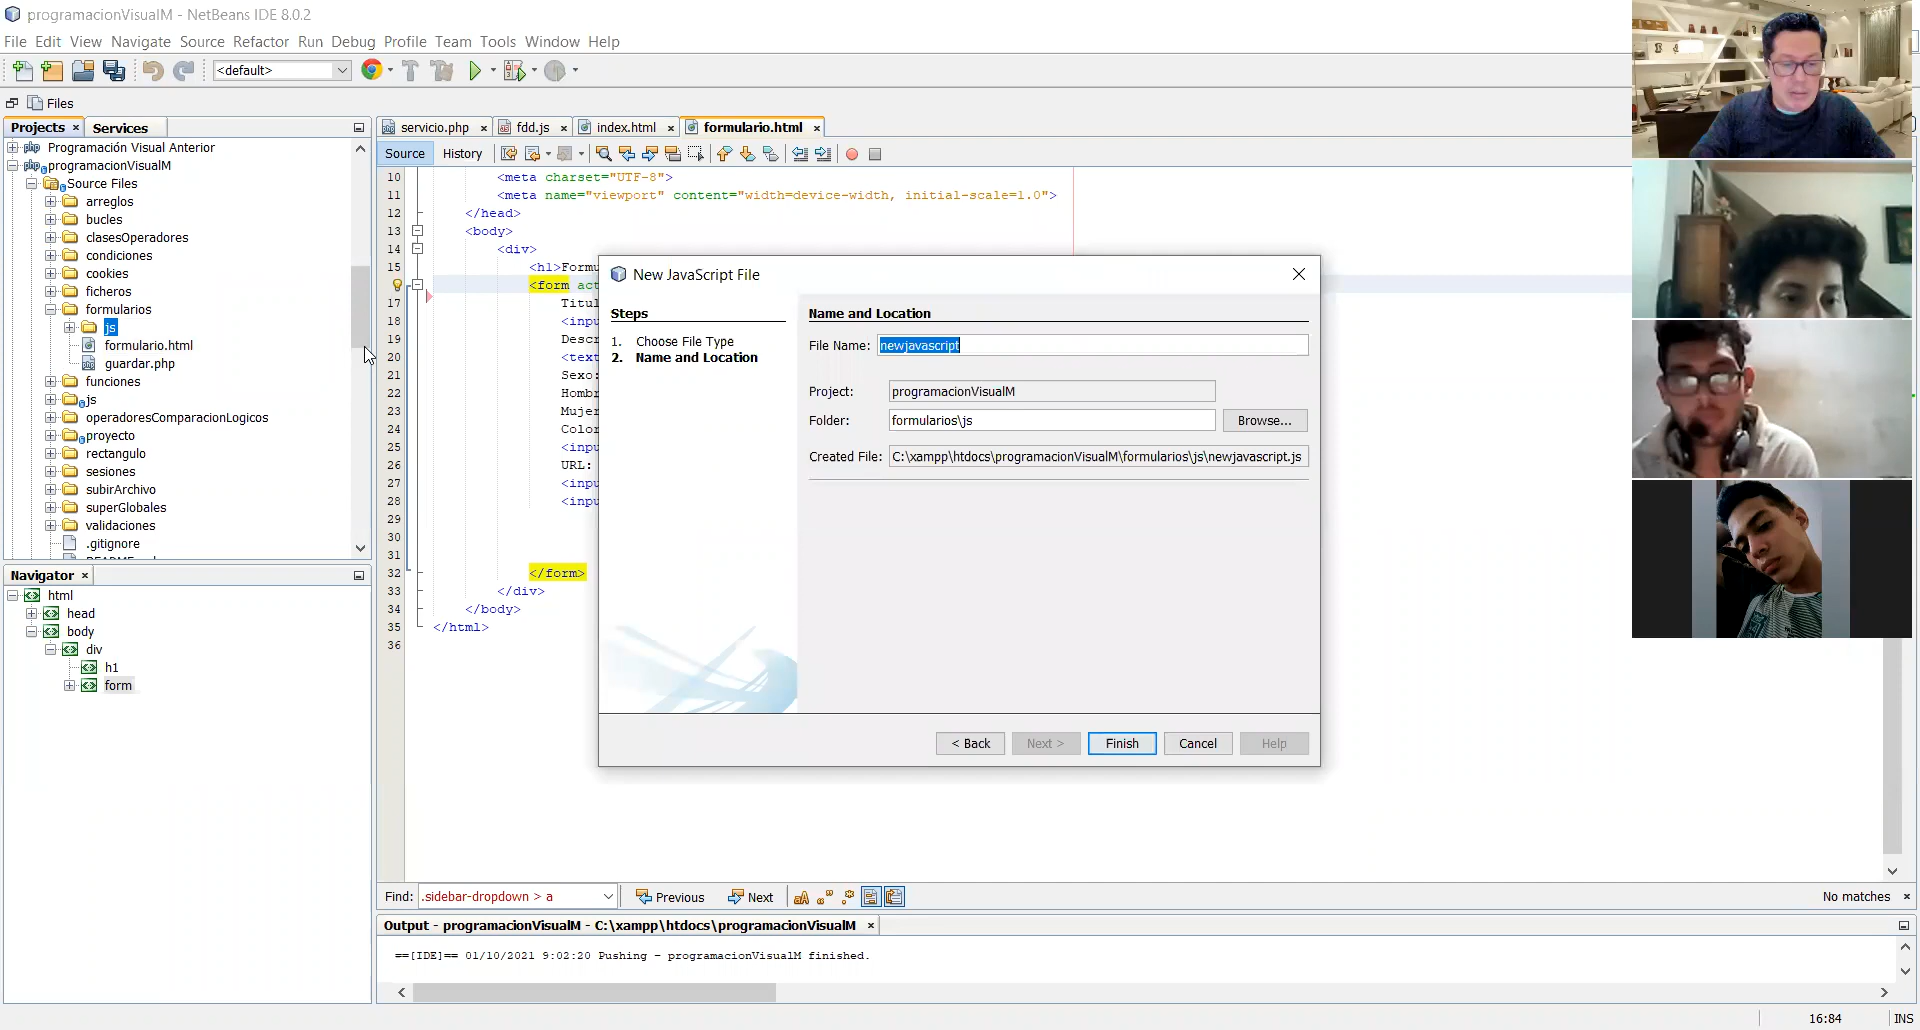 programacionVisualM - NetBeans IDE 8.0.2
File Edit View Navigate Source Refactor Run Debug Profile Team Tools Window Help
<default>
Files
Projects Services
Programación Visual Anterior
programacionVisualM
Source Files
arreglos
bucles
clasesOperadores
condiciones
cookies
ficheros
formularios
js
formulario.html
guardar.php
funciones
js
operadoresComparacionLogicos
proyecto
rectangulo
sesiones
subirArchivo
superGlobales
validaciones
.gitignore
Navigator
html
head
body
div
h1
form
servicio.php fdd.js index.html formulario.html
Source History
10 <meta charset="UTF-8">
11 <meta name="viewport" content="width=device-width, initial-scale=1.0">
12 </head>
13 <body>
14 <div>
15 <h1>Formu
<form act
17 Titul
18 <inpu
19 Descr
20 <text
21 Sexo:
22 Hombr
23 Mujer
24 Color
25 <inpu
26 URL:
27 <inpu
28 <inpu
29
30
31
32 </form>
33 </div>
34 </body>
35 </html>
36
New JavaScript File
Steps
1. Choose File Type
2. Name and Location
Name and Location
File Name: newjavascript
Project: programacionVisualM
Folder: formularios\js Browse...
Created File: C:\xampp\htdocs\programacionVisualM\formularios\js\newjavascript.js
< Back Next > Finish Cancel Help
Find: .sidebar-dropdown > a Previous Next No matches
Output - programacionVisualM - C:\xampp\htdocs\programacionVisualM
==[IDE]== 01/10/2021 9:02:20 Pushing - programacionVisualM finished.
16:84 INS